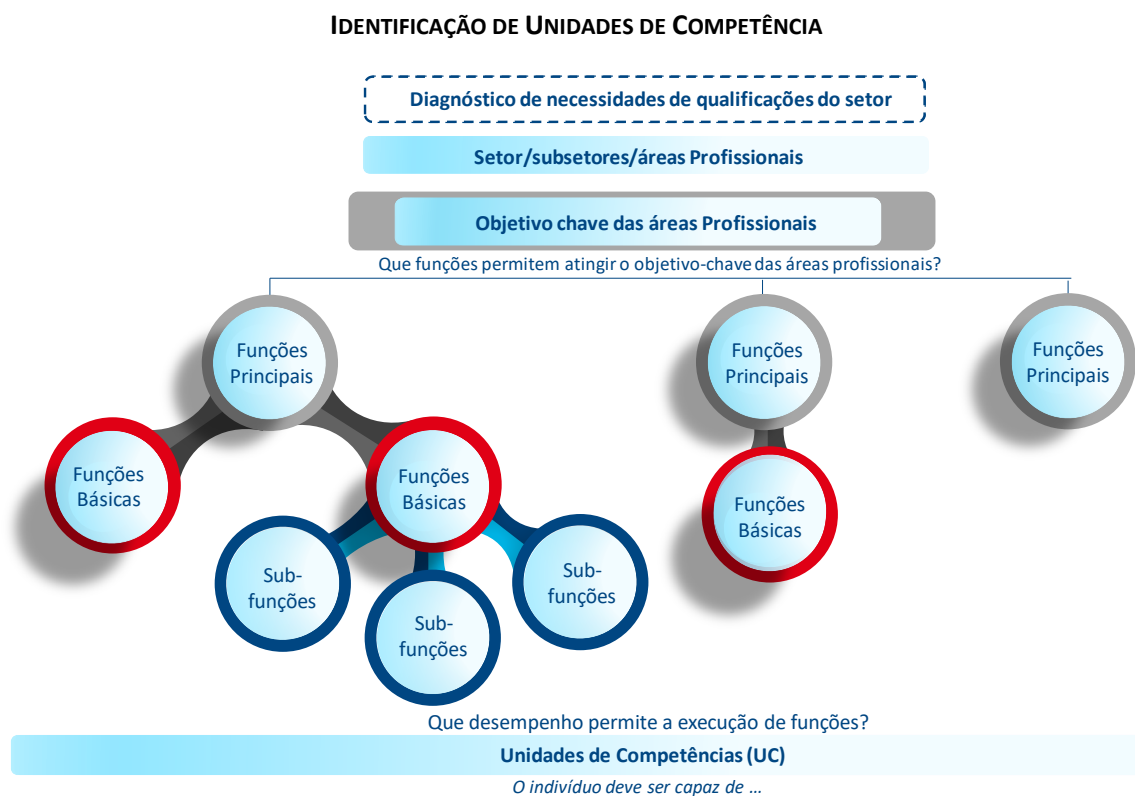 IDENTIFICAÇÃO DE UNIDADES DE COMPETÊNCIA
Diagnóstico de necessidades de qualificações do setor
Setor/subsetores/áreas Profissionais
Objetivo chave das áreas Profissionais
Que funções permitem atingir o objetivo-chave das áreas profissionais?
Funções
Principais
Funções
Principais
Funções
Principais
Funções
Básicas
Funções
Básicas
Funções
Básicas
Sub-
funções
Sub-
funções
Sub-
funções
Que desempenho permite a execução de funções?
Unidades de Competências (UC)
O indivíduo deve ser capaz de ...